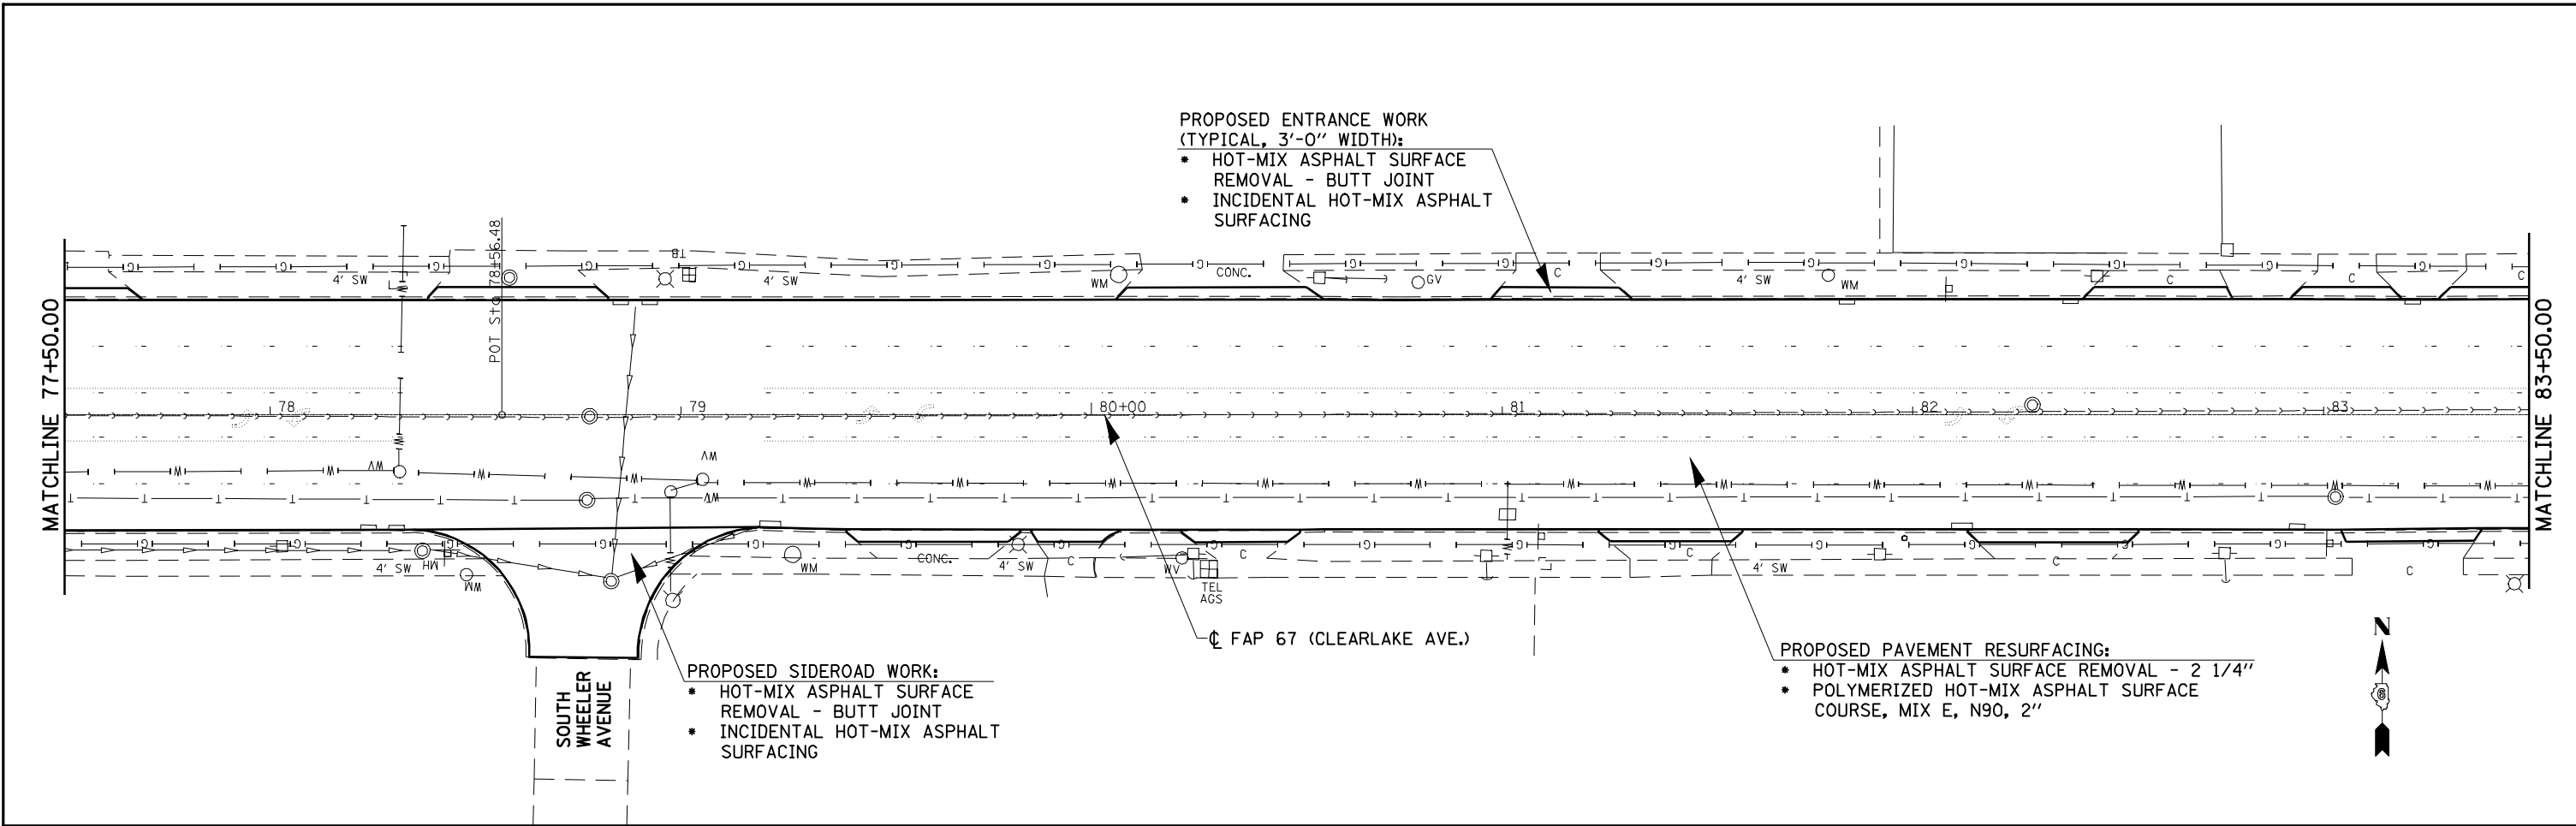 PROPOSED ENTRANCE WORK
(TYPICAL, 3'-0" WIDTH):
* HOT-MIX ASPHALT SURFACE
REMOVAL - BUTT JOINT
* INCIDENTAL HOT-MIX ASPHALT
SURFACING
MATCHLINE 77+50.00
MATCHLINE 83+50.00
POT Sta 78+56.48
G G G G G G G G G G G G G G G G
4' SW
TB
4' SW
WM
CONC.
GV
C
4' SW
WM
C
C
C
78
79
80+00
81
82
83
WV
WV
WV
W W W W W W W W W W W W W W W W
T T T T T T T T T T T T T T T T T T T T T T T T T T T T T T T T T
G G G G G G G G G G G G G G G G
4' SW
MH
WM
WM
CONC.
4' SW
C
WV
C
TEL
AGS
C
4' SW
C
C
₵ FAP 67 (CLEARLAKE AVE.)
SOUTH
WHEELER
AVENUE
PROPOSED SIDEROAD WORK:
* HOT-MIX ASPHALT SURFACE
REMOVAL - BUTT JOINT
* INCIDENTAL HOT-MIX ASPHALT
SURFACING
PROPOSED PAVEMENT RESURFACING:
* HOT-MIX ASPHALT SURFACE REMOVAL - 2 1/4"
* POLYMERIZED HOT-MIX ASPHALT SURFACE
COURSE, MIX E, N90, 2"
N